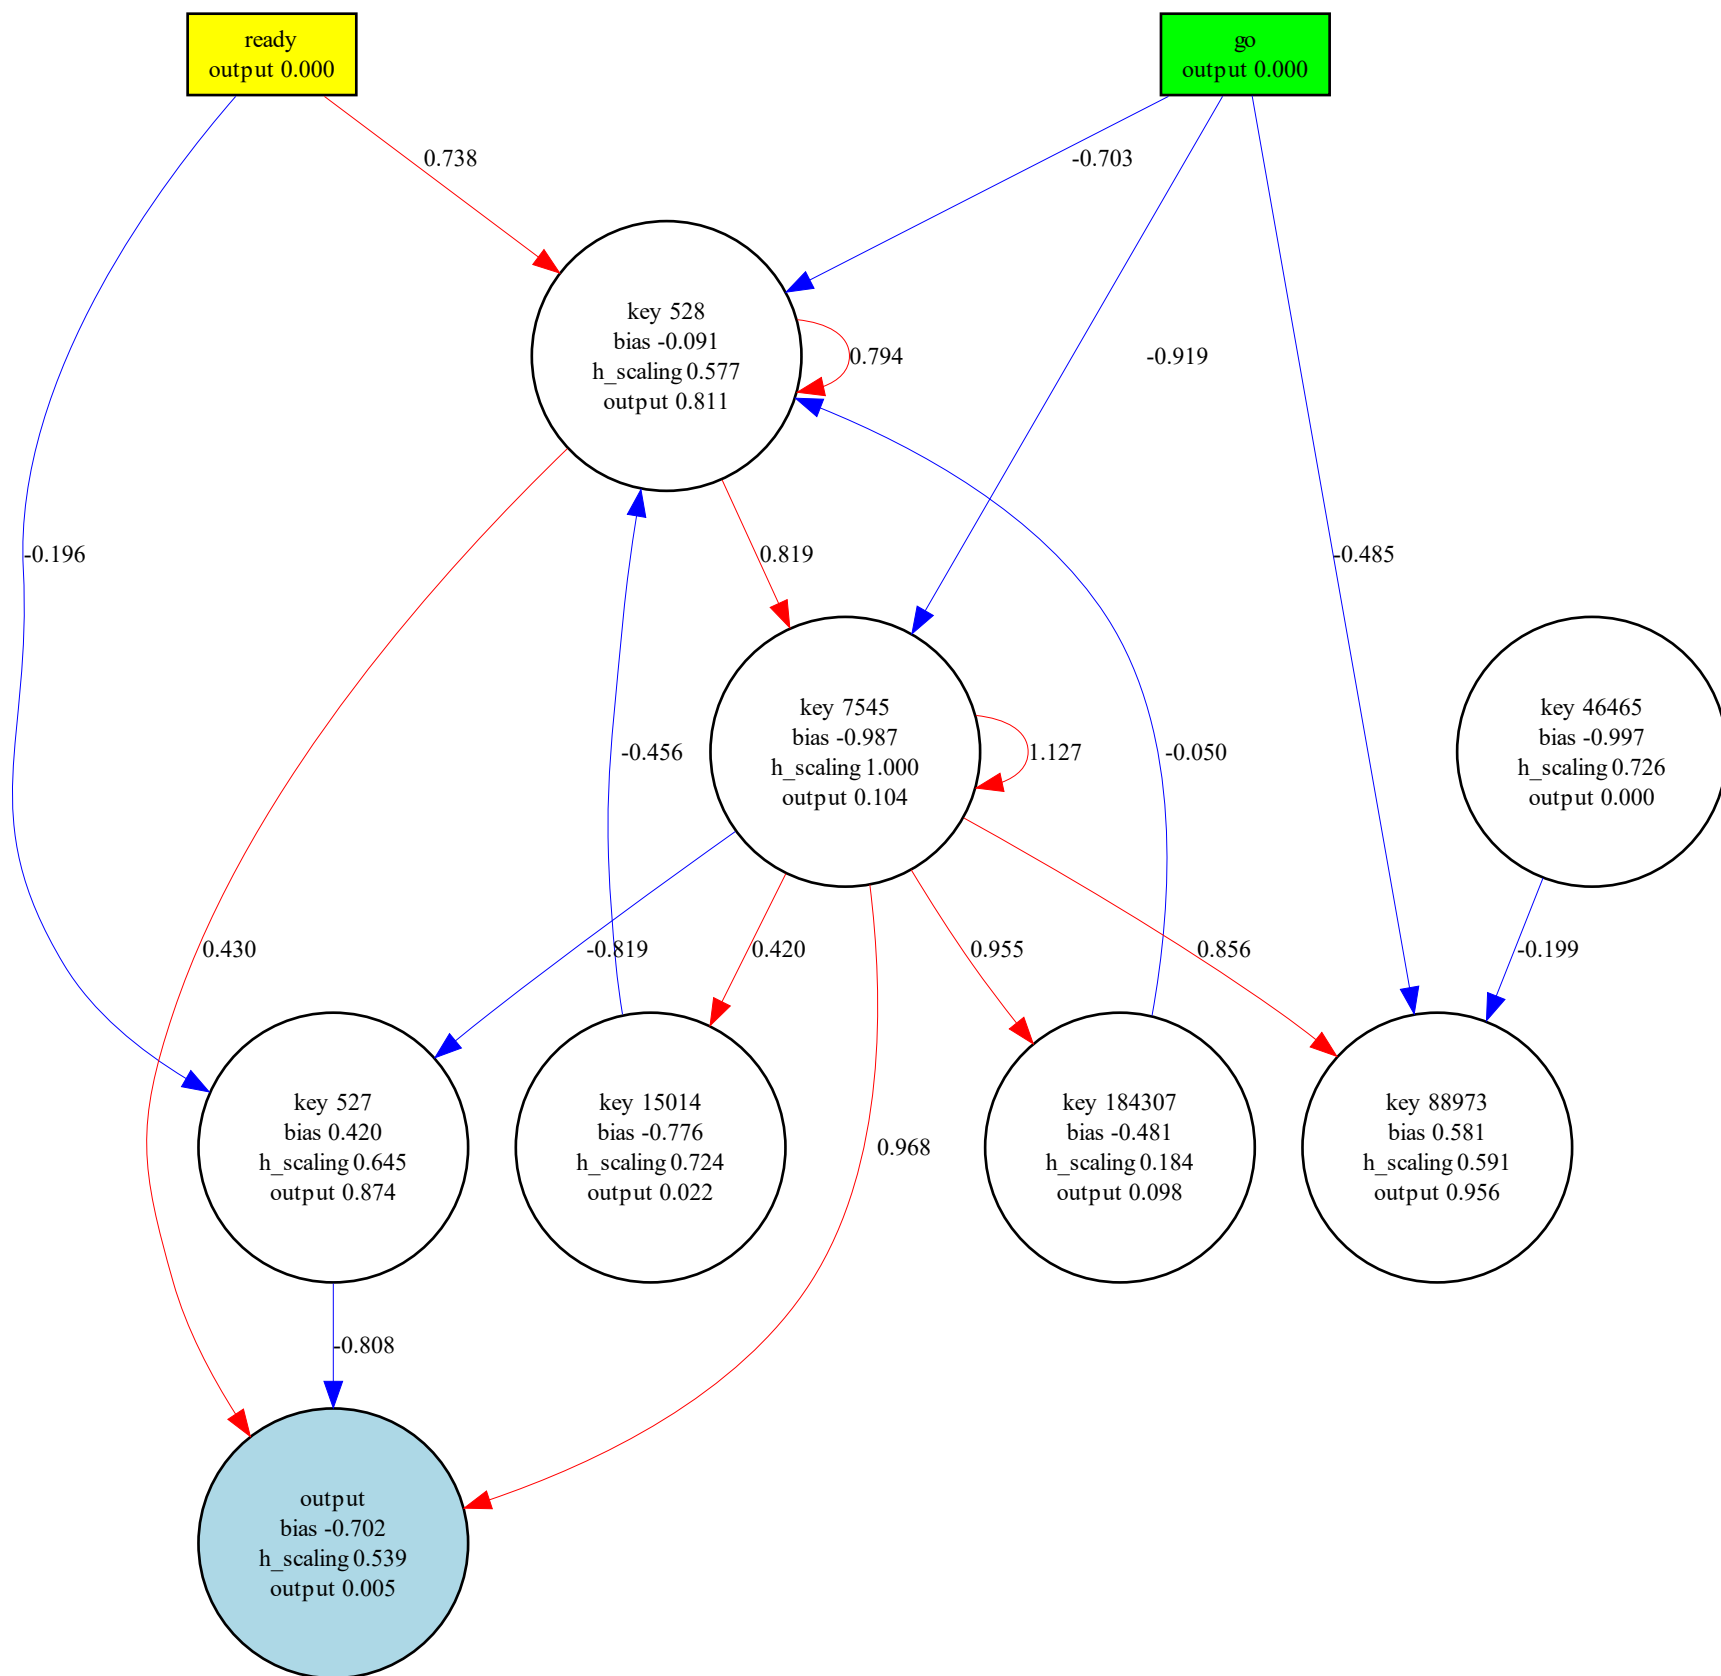 ready
output 0.000
go
output 0.000
0.738
-0.703
key 528
bias -0.091
h_scaling 0.577
output 0.811
0.794
-0.919
-0.196
0.819
-0.485
key 7545
bias -0.987
h_scaling 1.000
output 0.104
1.127
-0.456
-0.050
key 46465
bias -0.997
h_scaling 0.726
output 0.000
0.430
-0.819
0.420
0.955
0.856
-0.199
key 527
bias 0.420
h_scaling 0.645
output 0.874
key 15014
bias -0.776
h_scaling 0.724
output 0.022
0.968
key 184307
bias -0.481
h_scaling 0.184
output 0.098
key 88973
bias 0.581
h_scaling 0.591
output 0.956
-0.808
output
bias -0.702
h_scaling 0.539
output 0.005